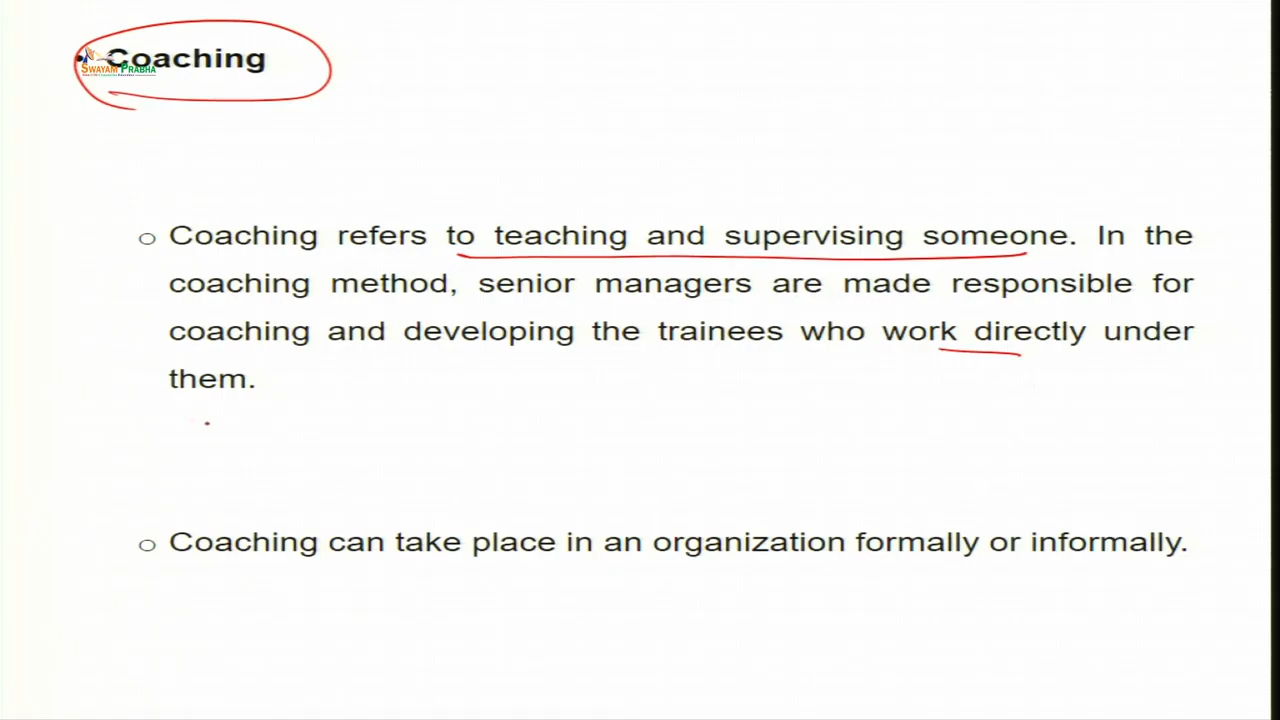 Coaching
SWAYAM PRABHA
○ Coaching refers to teaching and supervising someone. In the
coaching method, senior managers are made responsible for
coaching and developing the trainees who work directly under
them.
○ Coaching can take place in an organization formally or informally.